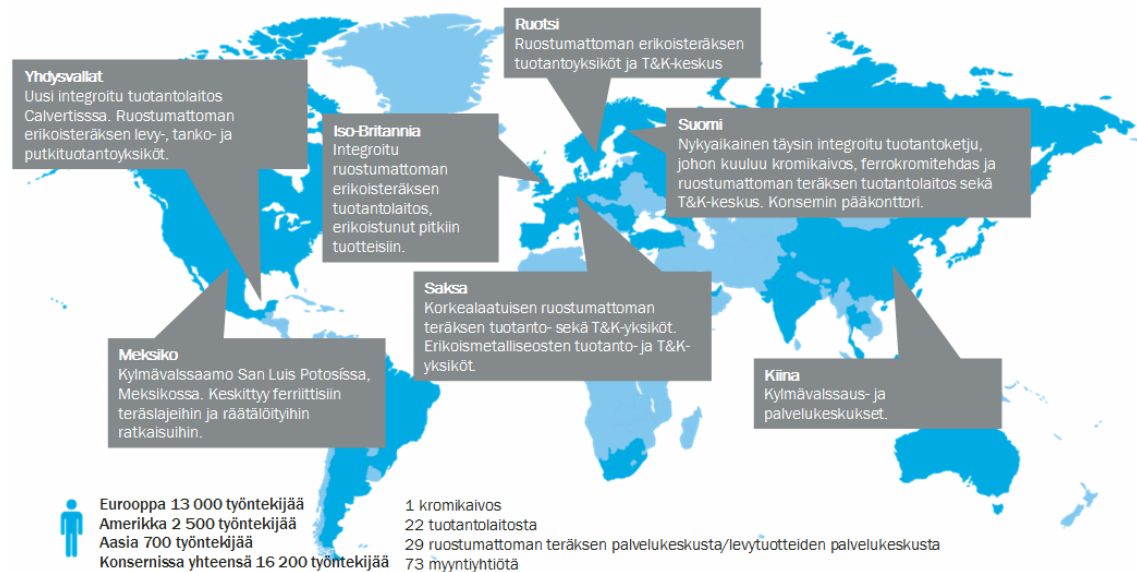 Ruotsi
Ruostumattoman erikoisteräksen
tuotantoyksiköt ja T&K-keskus
Yhdysvallat
Uusi integroitu tuotantolaitos
Calvertisssa. Ruostumattoman
erikoisteräksen levy-, tanko- ja
putkituotantoyksiköt.
Iso-Britannia
Integroitu
ruostumattoman
erikoisteräksen
tuotantolaitos,
erikoistunut pitkiin
tuotteisiin.
Suomi
Nykyaikainen täysin integroitu tuotantoketju,
johon kuuluu kromikaivos, ferrokromitehdas ja
ruostumattoman teräksen tuotantolaitos sekä
T&K-keskus. Konsernin pääkonttori.
Saksa
Korkealaatuisen ruostumattoman
teräksen tuotanto- sekä T&K-yksiköt.
Erikoismetalliseosten tuotanto- ja T&K-
yksiköt.
Meksiko
Kylmävalssaamo San Luis Potosíssa,
Meksikossa. Keskittyy ferriittisiin
teräslajeihin ja räätälöityihin
ratkaisuihin.
Kiina
Kylmävalssaus- ja
palvelukeskukset.
Eurooppa 13 000 työntekijää
Amerikka 2 500 työntekijää
Aasia 700 työntekijää
Konsernissa yhteensä 16 200 työntekijää
1 kromikaivos
22 tuotantolaitosta
29 ruostumattoman teräksen palvelukeskusta/levytuotteiden palvelukeskusta
73 myyntiyhtiötä